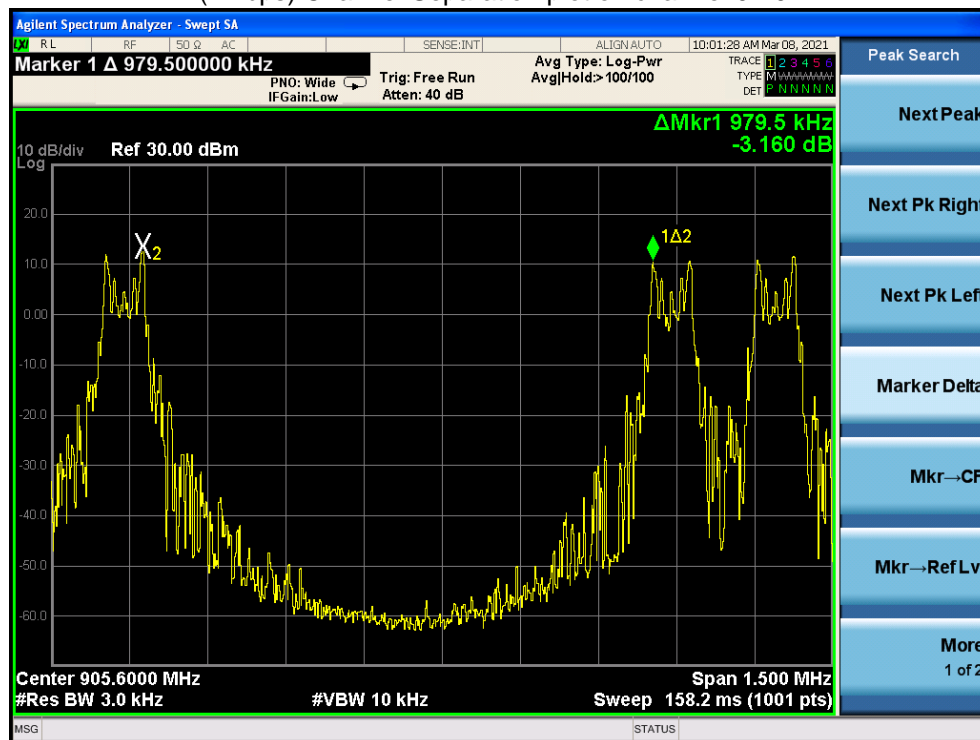 Agilent Spectrum Analyzer - Swept SA
LXI RL RF 50 Ω AC SENSE:INT ALIGN AUTO 10:01:28 AM Mar 08, 2021
Marker 1 Δ 979.500000 kHz
PNO: Wide
IFGain:Low
Trig: Free Run
Atten: 40 dB
Avg Type: Log-Pwr
Avg|Hold:>100/100
TRACE 1 2 3 4 5 6
TYPE M
DET P N N N N N
ΔMkr1 979.5 kHz
-3.160 dB
10 dB/div Ref 30.00 dBm
Log
20.0
10.0
0.00
-10.0
-20.0
-30.0
-40.0
-50.0
-60.0
X2
1Δ2
Center 905.6000 MHz Span 1.500 MHz
#Res BW 3.0 kHz #VBW 10 kHz Sweep 158.2 ms (1001 pts)
MSG STATUS
Peak Search
Next Peak
Next Pk Right
Next Pk Left
Marker Delta
Mkr→CF
Mkr→Ref Lv
More
1 of 2